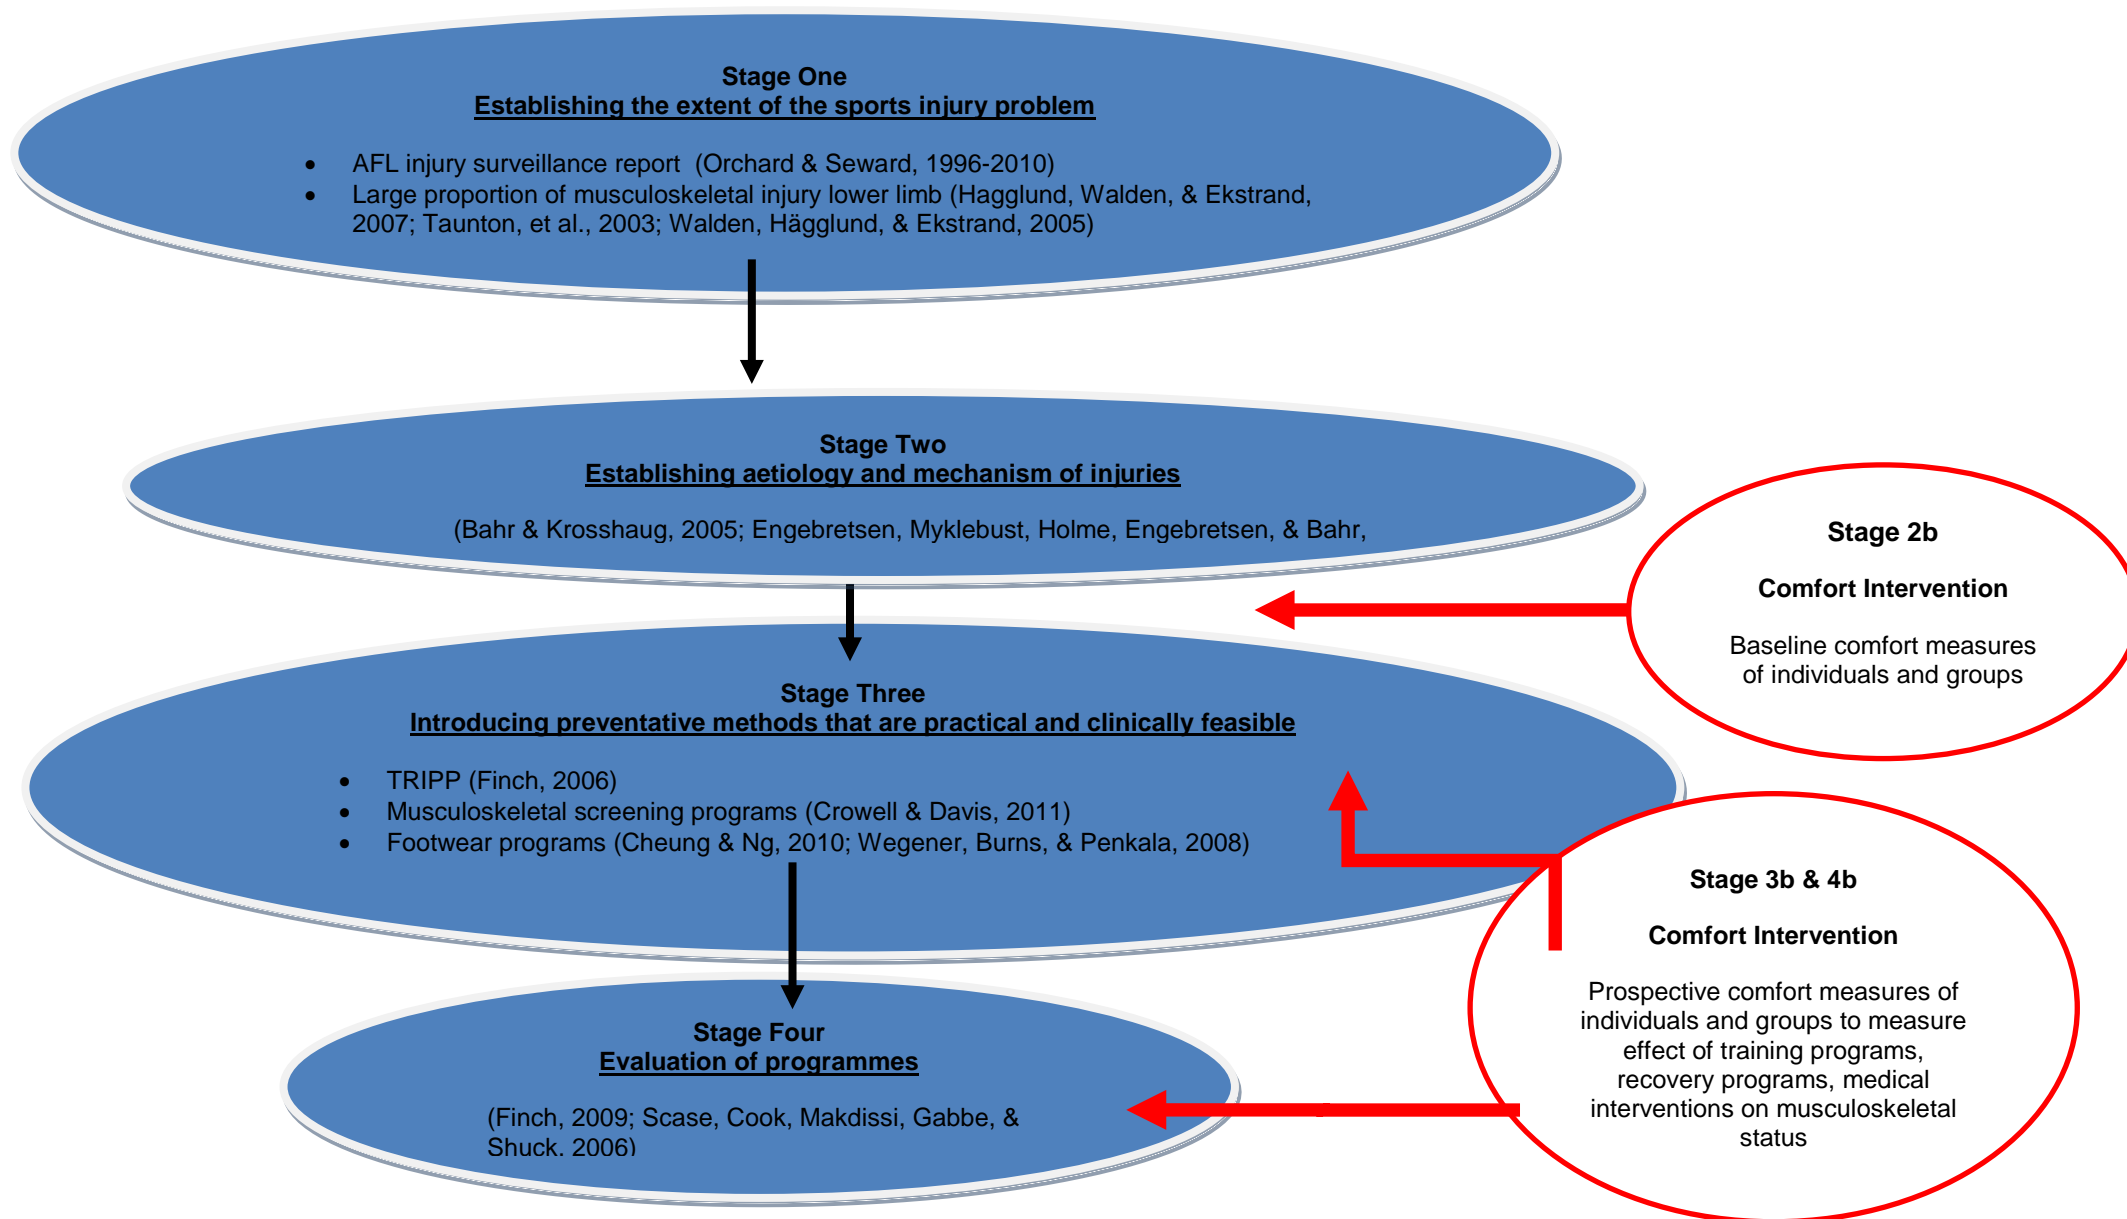 Stage One
Establishing the extent of the sports injury problem
• AFL injury surveillance report (Orchard & Seward, 1996-2010)
• Large proportion of musculoskeletal injury lower limb (Hagglund, Walden, & Ekstrand,
2007; Taunton, et al., 2003; Walden, Hägglund, & Ekstrand, 2005)
Stage Two
Establishing aetiology and mechanism of injuries
(Bahr & Krosshaug, 2005; Engebretsen, Myklebust, Holme, Engebretsen, & Bahr,
Stage 2b
Comfort Intervention
Baseline comfort measures
of individuals and groups
Stage Three
Introducing preventative methods that are practical and clinically feasible
• TRIPP (Finch, 2006)
• Musculoskeletal screening programs (Crowell & Davis, 2011)
• Footwear programs (Cheung & Ng, 2010; Wegener, Burns, & Penkala, 2008)
Stage 3b & 4b
Comfort Intervention
Prospective comfort measures of
individuals and groups to measure
effect of training programs,
recovery programs, medical
interventions on musculoskeletal
status
Stage Four
Evaluation of programmes
(Finch, 2009; Scase, Cook, Makdissi, Gabbe, &
Shuck, 2006)